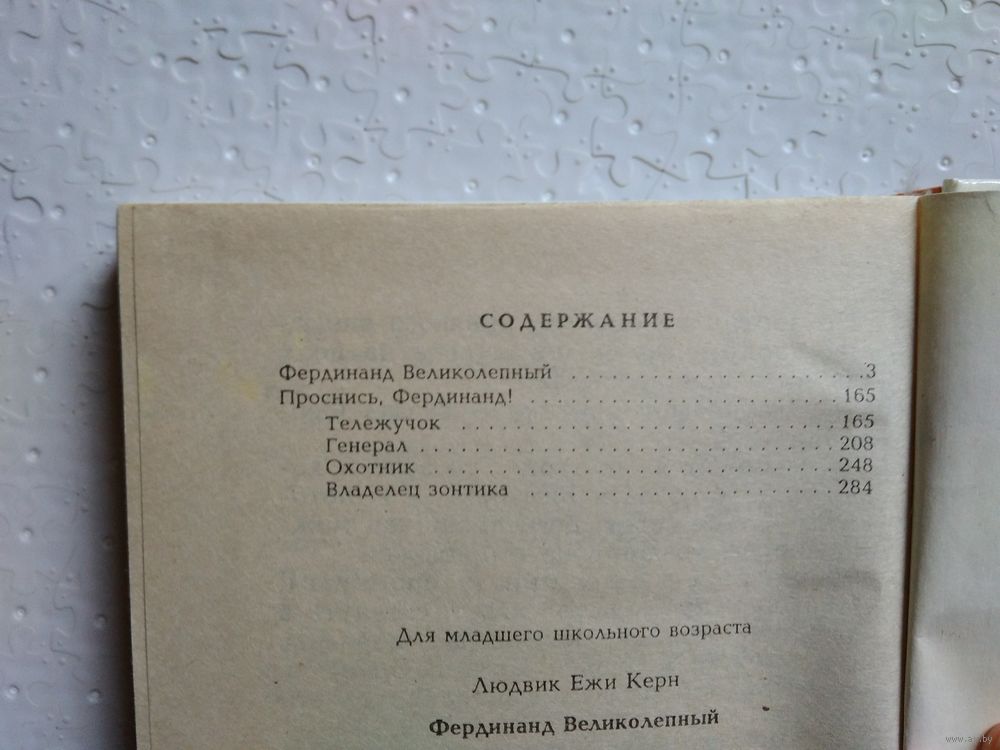 СОДЕРЖАНИЕ
Фердинанд Великолепный . . . . . . . . . . . . . . . . . . . . . . 3
Проснись, Фердинанд! . . . . . . . . . . . . . . . . . . . . . . . 165
Тележучок . . . . . . . . . . . . . . . . . . . . . . . . . . . . 165
Генерал . . . . . . . . . . . . . . . . . . . . . . . . . . . . . . . 208
Охотник . . . . . . . . . . . . . . . . . . . . . . . . . . . . . . 248
Владелец зонтика . . . . . . . . . . . . . . . . . . . . . . . 284
Для младшего школьного возраста
Людвик Ежи Керн
Фердинанд Великолепный